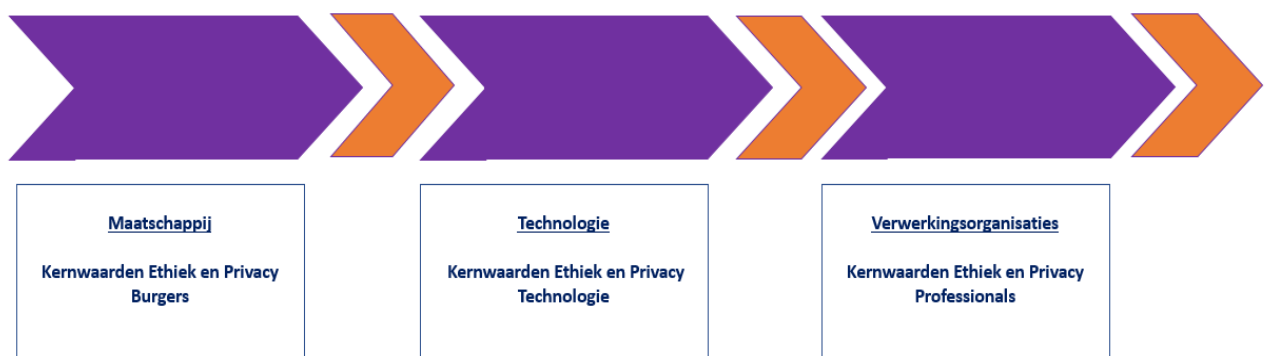 Maatschappij
Kernwaarden Ethiek en Privacy
Burgers
Technologie
Kernwaarden Ethiek en Privacy
Technologie
Verwerkingsorganisaties
Kernwaarden Ethiek en Privacy
Professionals